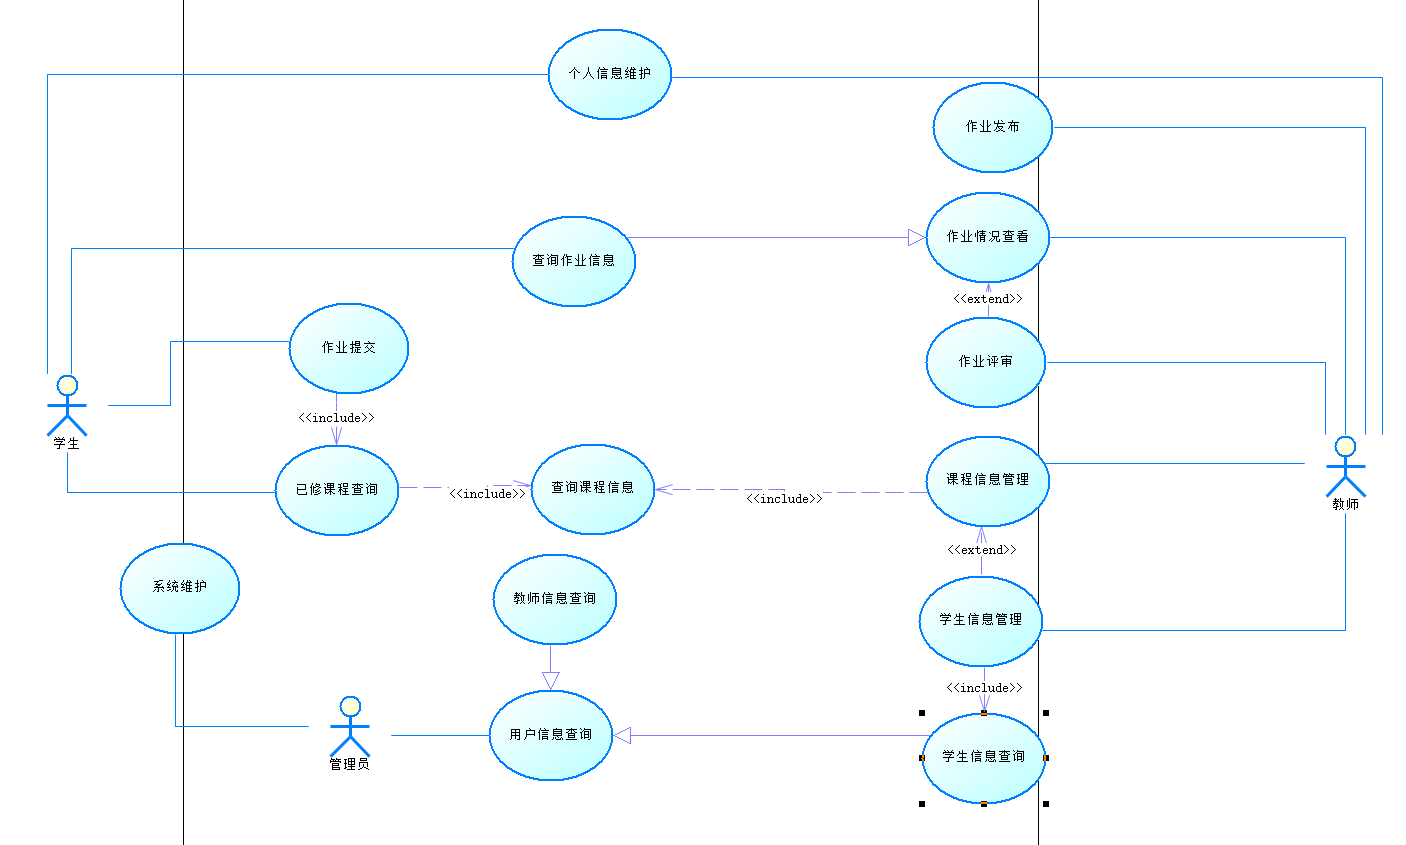 个人信息维护
作业发布
作业情况查看
查询作业信息
<<extend>>
作业提交
作业评审
<<include>>
学生
已修课程查询
<<include>>
查询课程信息
<<include>>
课程信息管理
教师
<<extend>>
系统维护
教师信息查询
学生信息管理
<<include>>
用户信息查询
学生信息查询
管理员